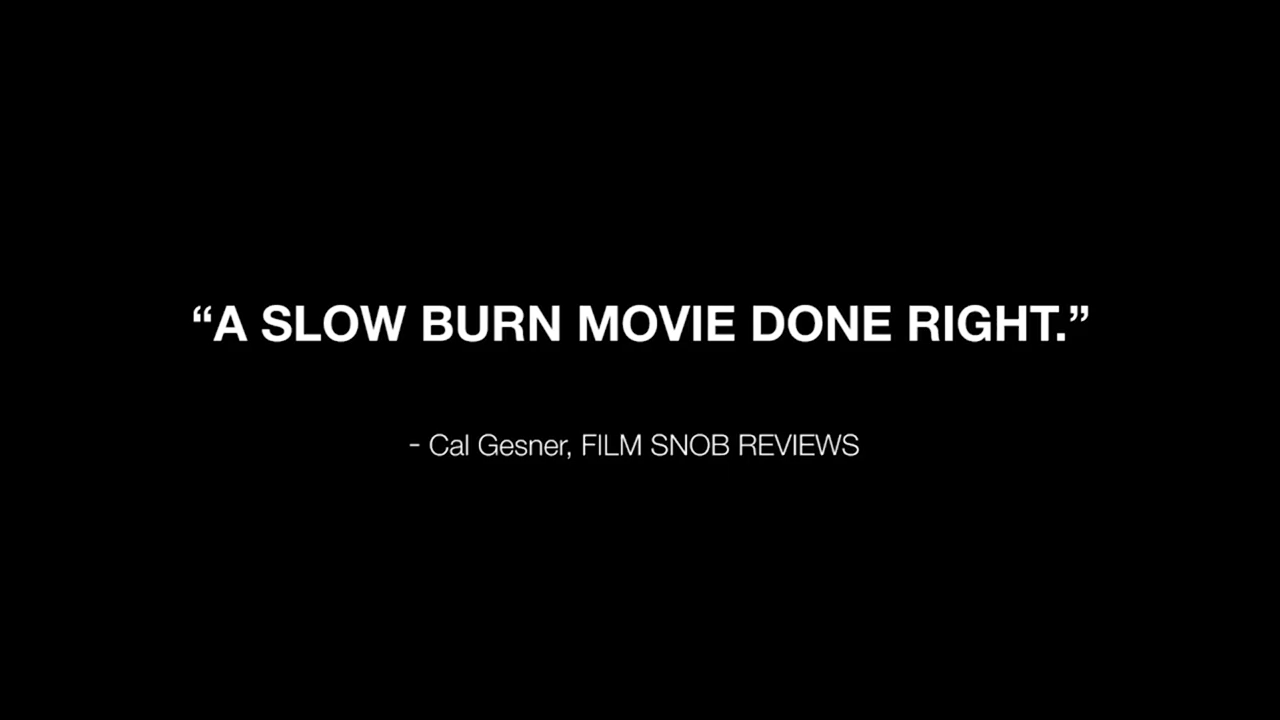 “A SLOW BURN MOVIE DONE RIGHT.”
- Cal Gesner, FILM SNOB REVIEWS